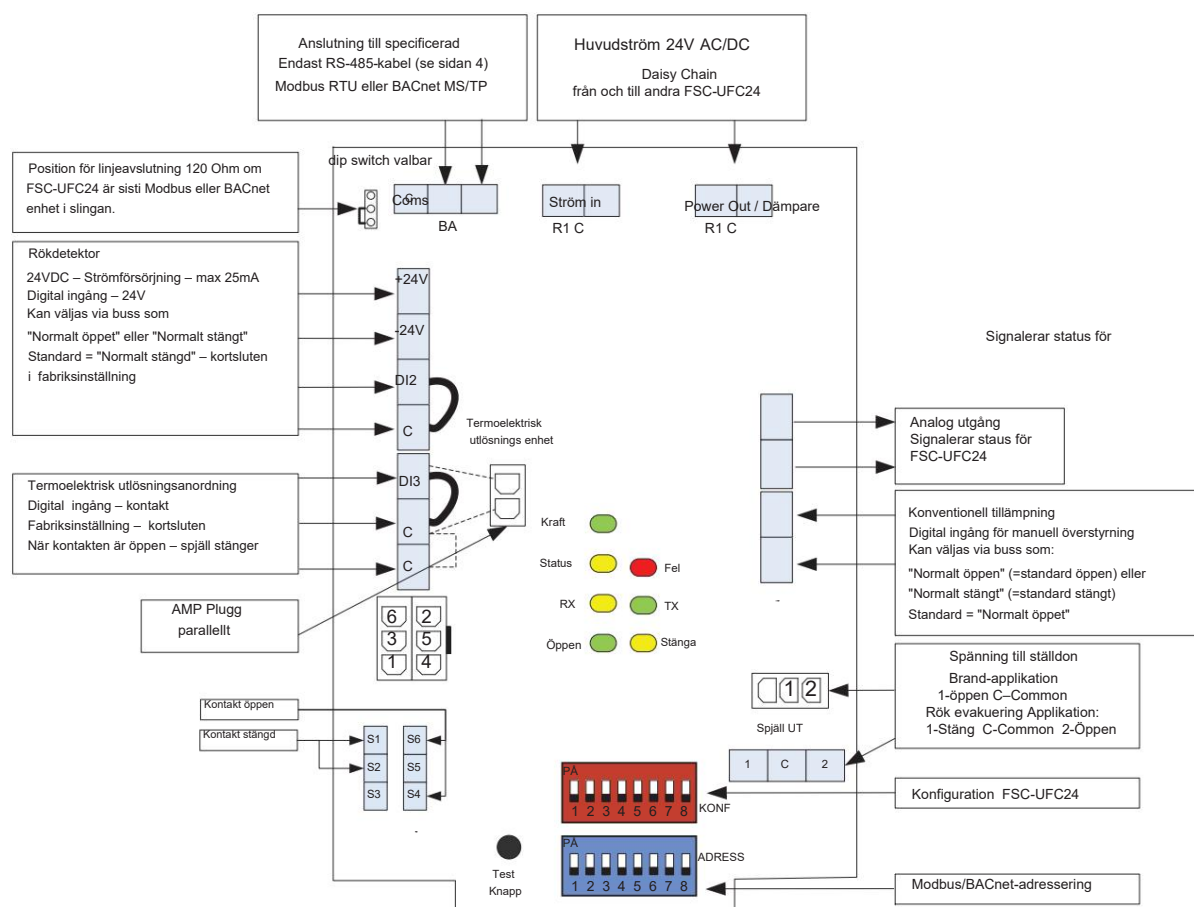 Anslutning till specificerad
Endast RS-485-kabel (se sidan 4)
Modbus RTU eller BACnet MS/TP
Huvudström 24V AC/DC
Daisy Chain
från och till andra FSC-UFC24
Position för linjeavslutning 120 Ohm om
FSC-UFC24 är sisti Modbus eller BACnet
enhet i slingan.
dip switch valbar
C
Coms
BA
Ström in
R1 C
Power Out / Dämpare
R1 C
Rökdetektor
24VDC – Strömförsörjning – max 25mA
Digital ingång – 24V
Kan väljas via buss som
"Normalt öppet" eller "Normalt stängt"
Standard = "Normalt stängd" – kortsluten
i fabriksinställning
+24V
-24V
DI2
C
Signalerar status för
Analog utgång
Signalerar staus för
FSC-UFC24
Termoelektrisk
utlösnings enhet
Termoelektrisk utlösningsanordning
Digital ingång – kontakt
Fabriksinställning – kortsluten
När kontakten är öppen – spjäll stänger
DI3
C
C
Kraft
Status
Fel
RX
TX
Öppen
Stänga
Konventionell tillämpning
Digital ingång för manuell överstyrning
Kan väljas via buss som:
"Normalt öppen" (=standard öppen) eller
"Normalt stängt" (=standard stängt)
Standard = "Normalt öppet"
AMP Plugg
parallellt
6 2
3 5
1 4
1 2
Spjäll UT
1 C 2
Spänning till ställdon
Brand-applikation
1-öppen C–Common
Rök evakuering Applikation:
1-Stäng C-Common 2-Öppen
Kontakt öppen
Kontakt stängd
S1 S6
S2 S5
S3 S4
PÅ
1 2 3 4 5 6 7 8
KONF
Konfiguration FSC-UFC24
Test
Knapp
PÅ
1 2 3 4 5 6 7 8
ADRESS
Modbus/BACnet-adressering